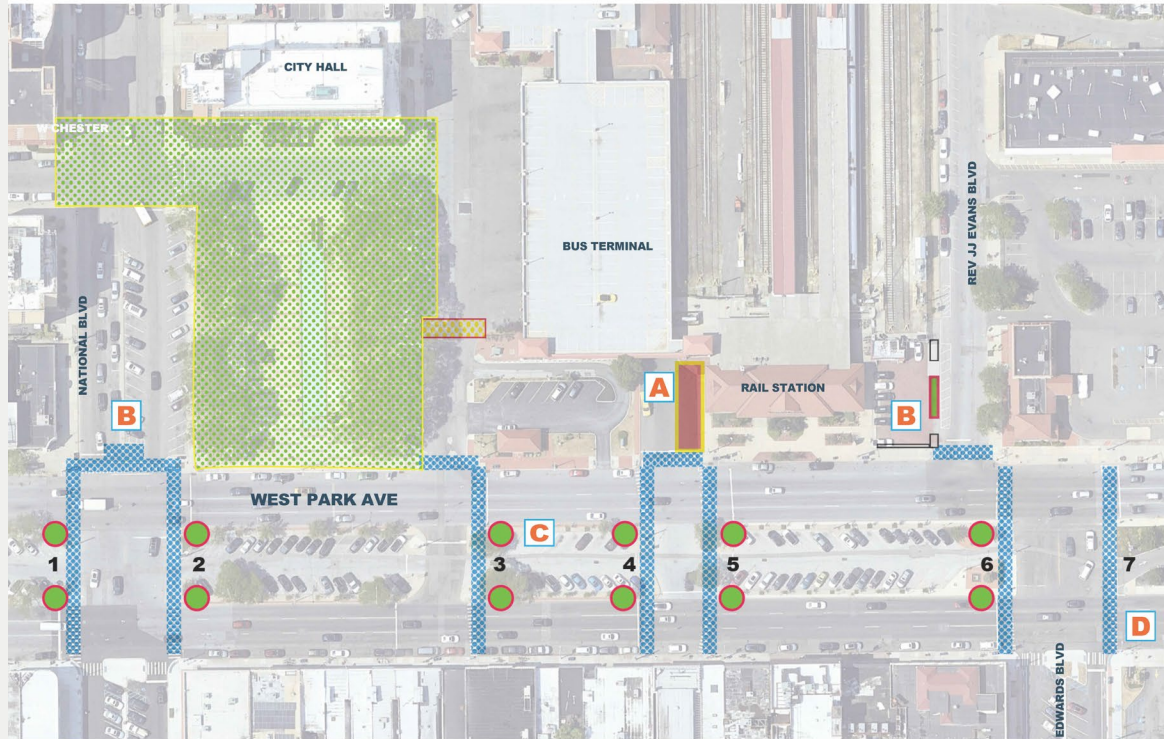 CITY HALL
W CHESTER
REV JJ EVANS BLVD
BUS TERMINAL
NATIONAL BLVD
A
RAIL STATION
B
B
WEST PARK AVE
C
1
2
3
4
5
6
7
D
EDWARDS BLVD